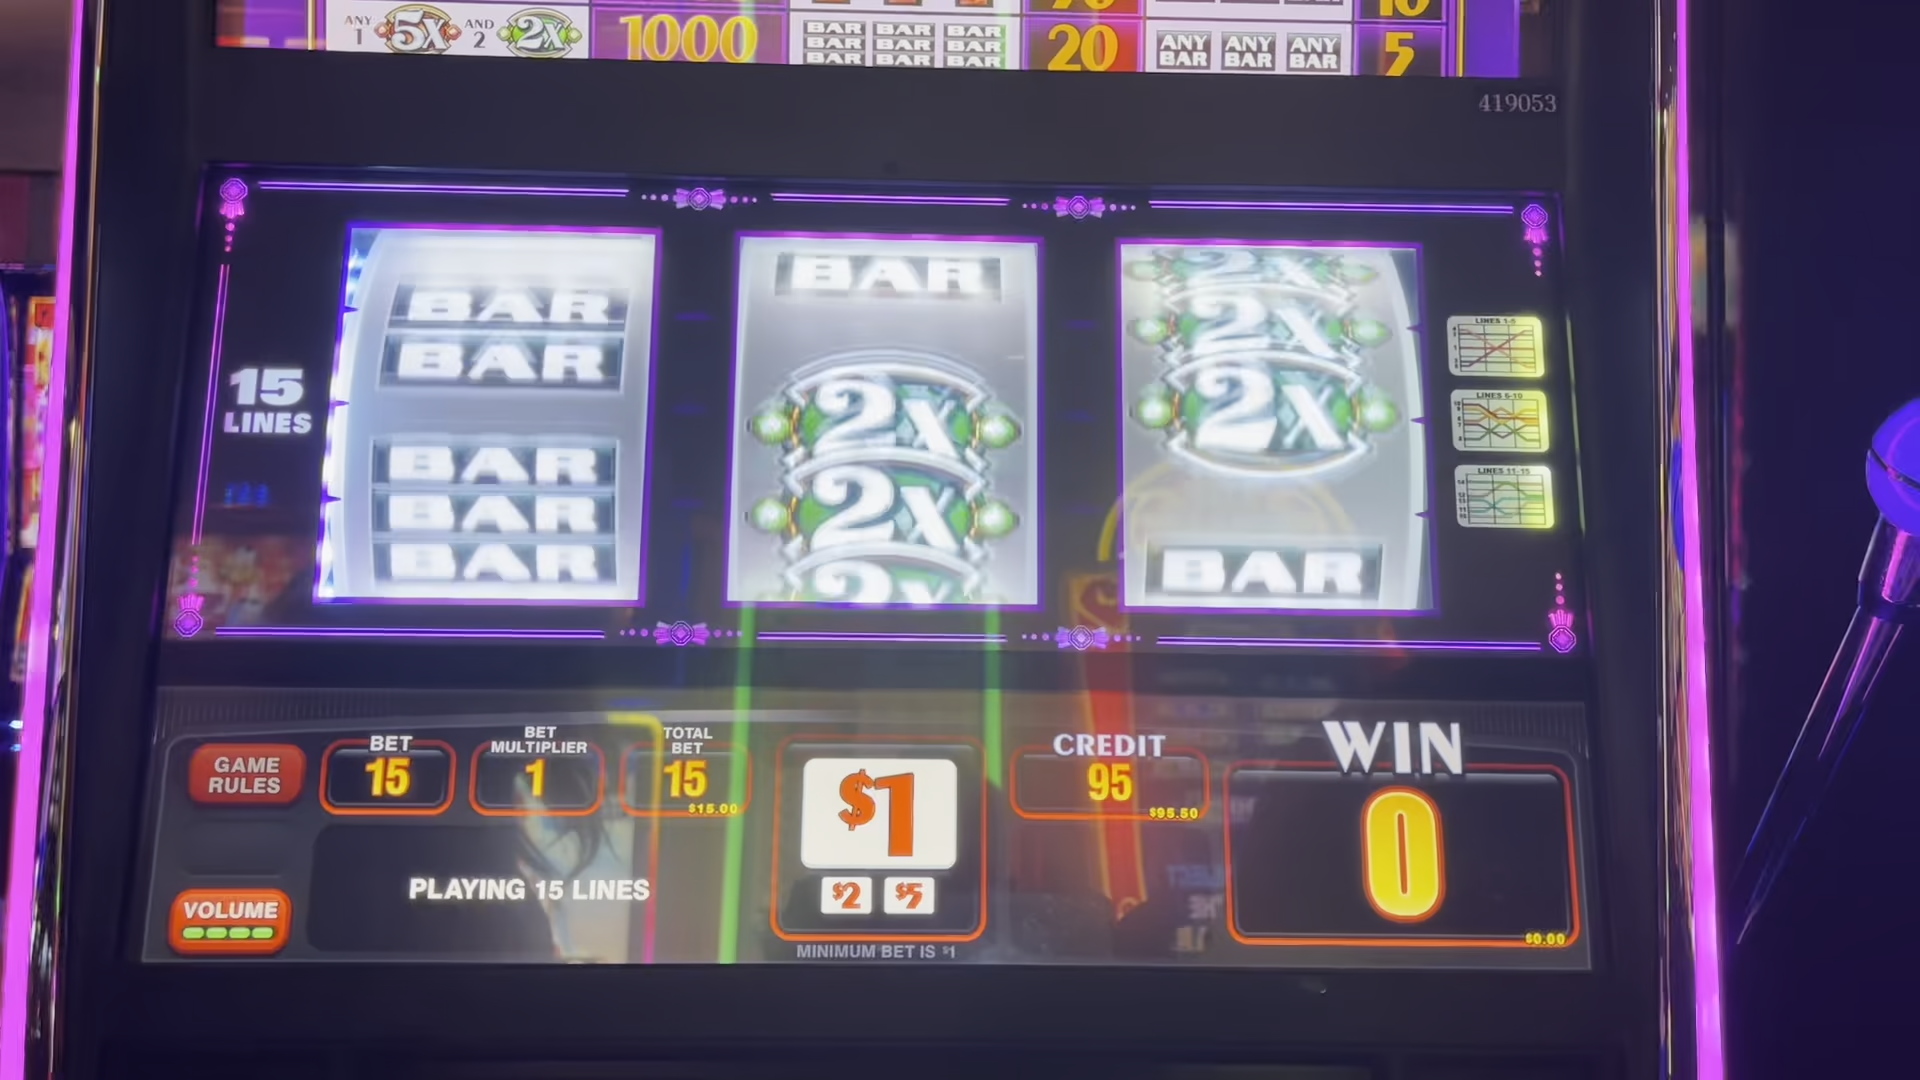 ANY 1 5X AND 2 2X 1000 BAR BAR BAR 20 ANY BAR ANY BAR ANY BAR 5
BAR BAR BAR
BAR BAR BAR
419053
BAR
BAR
BAR
BAR
BAR
BAR
2X
2X
2X
2X
2X
BAR
15
LINES
LINES 1-5
LINES 6-10
LINES 11-15
GAME
RULES
BET
15
BET
MULTIPLIER
1
TOTAL
BET
15
$15.00
$1
$2 $5
MINIMUM BET IS $1
CREDIT
95
$95.50
WIN
0
$0.00
VOLUME
PLAYING 15 LINES